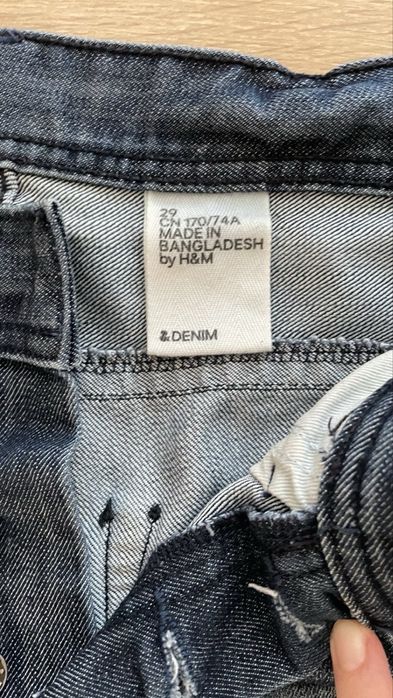 29
CN 170/74A
MADE IN
BANGLADESH
by H&M
&DENIM